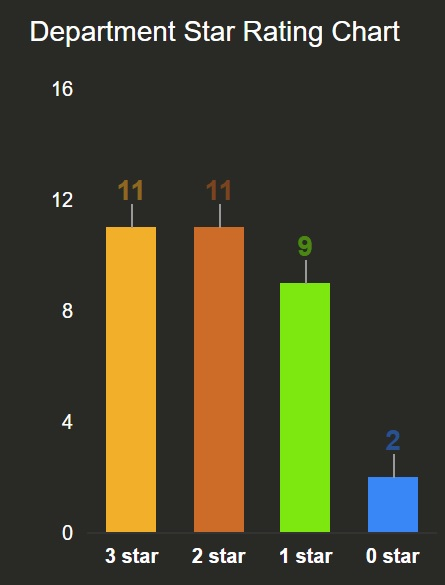 Department Star Rating Chart
16
12
8
4
0
11
11
9
2
3 star
2 star
1 star
0 star